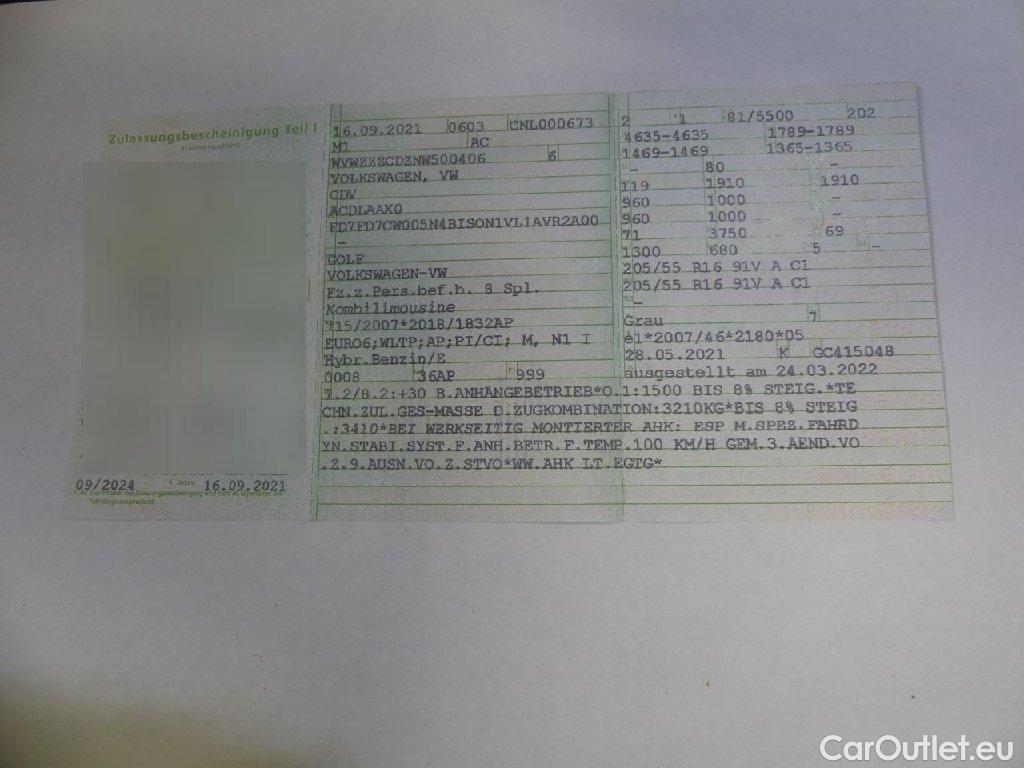 Zulassungsbescheinigung Teil I
(Fahrzeugschein)
09/2024 16.09.2021
16.09.2021 0603 CNL000673
M1 AC
WVWZZZCDZNW500406 6
VOLKSWAGEN, VW
CDV
ACDLAAX0
FD7FD7CW005N4BISON1VL1AVR2A00
-
GOLF
VOLKSWAGEN-VW
Fz.z.Pers.bef.b. 8 Spl.
Kombilimousine
715/2007*2018/1832AP
EURO6;WLTP;AP;PI/CI; M, N1 I
Hybr.Benzin/E
0008 36AP 999
2 1 81/5500 202
4635-4635 1789-1789
1469-1469 1365-1365
- 80
119 1910 1910
960 1000 -
960 1000 -
71 3750 69
1300 680 5 -
205/55 R16 91V A C1
205/55 R16 91V A C1
-
Grau 7
e1*2007/46*2180*05
28.05.2021 K GC415048
ausgestellt am 24.03.2022
7.2/8.2:+30 B.ANHÄNGEBETRIEB*O.1:1500 BIS 8% STEIG.*TE
CHN.ZUL.GES-MASSE D.ZUGKOMBINATION:3210KG*BIS 8% STEIG
.:3410*BEI WERKSEITIG MONTIERTER AHK: ESP M.SPEZ.FAHRD
YN.STABI.SYST.F.ANH.BETR.F.TEMP.100 KM/H GEM.3.AEND.VO
.Z.9.AUSN.VO.Z.STVO*WW.AHK LT.EGTG*
CarOutlet.eu